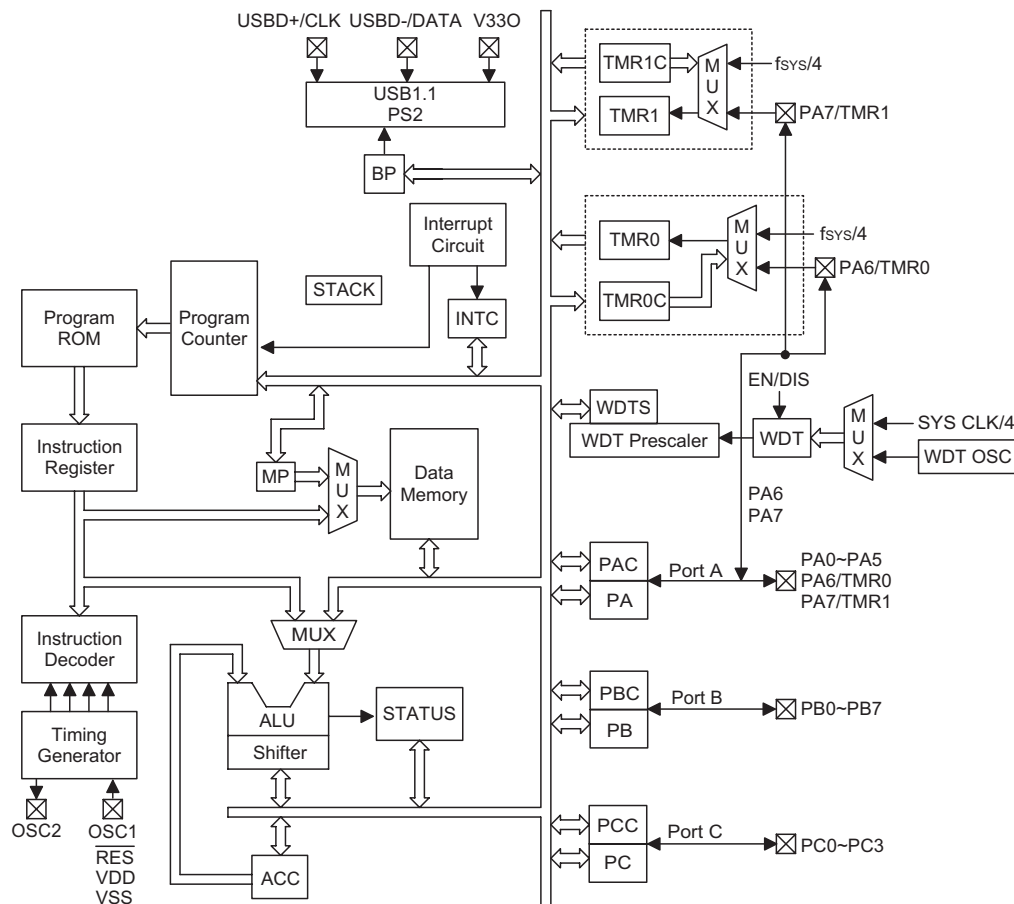 USBD+/CLK USBD-/DATA V33O
USB1.1
PS2
BP
TMR1C
TMR1
MUX
fSYS/4
PA7/TMR1
Interrupt
Circuit
STACK
INTC
TMR0
TMR0C
MUX
fSYS/4
PA6/TMR0
Program
ROM
Program
Counter
EN/DIS
WDTS
WDT Prescaler
WDT
MUX
SYS CLK/4
WDT OSC
Instruction
Register
MP
MUX
Data
Memory
PA6
PA7
PAC
PA
Port A
PA0~PA5
PA6/TMR0
PA7/TMR1
Instruction
Decoder
MUX
ALU
Shifter
STATUS
PBC
PB
Port B
PB0~PB7
Timing
Generator
OSC2
OSC1
RES
VDD
VSS
ACC
PCC
PC
Port C
PC0~PC3